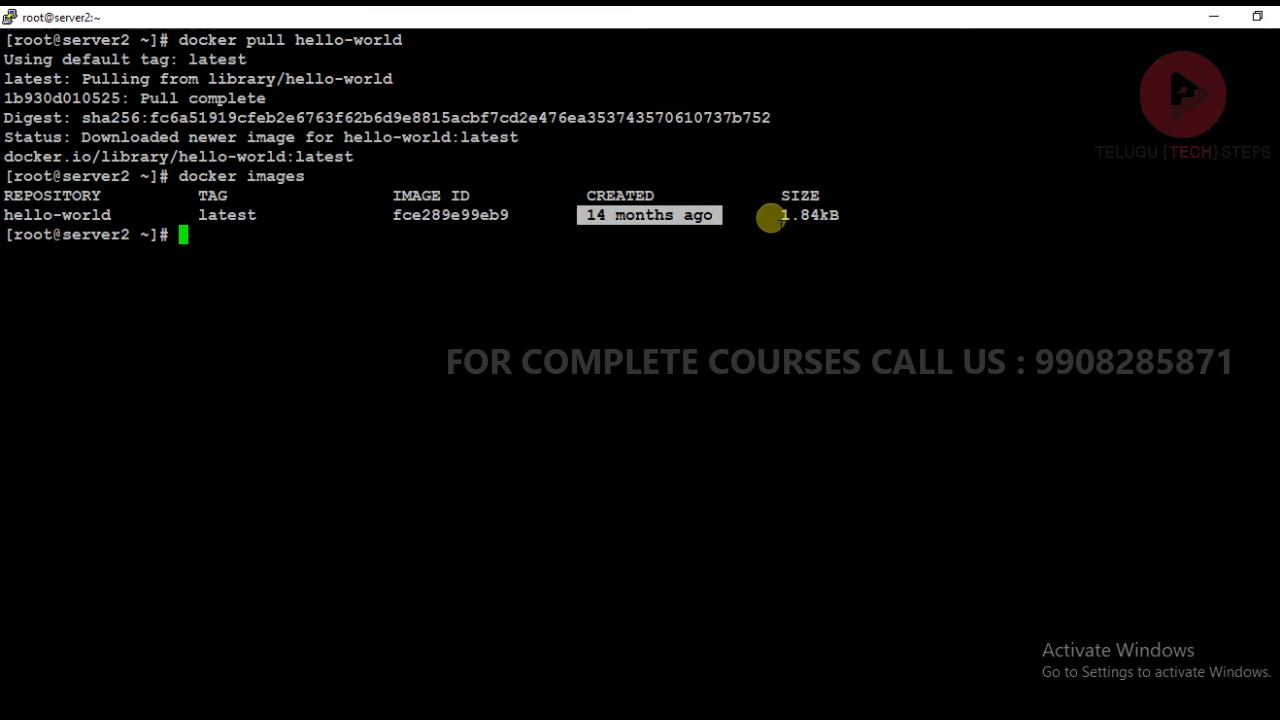 root@server2:~
[root@server2 ~]# docker pull hello-world
Using default tag: latest
latest: Pulling from library/hello-world
1b930d010525: Pull complete
Digest: sha256:fc6a51919cfeb2e6763f62b6d9e8815acbf7cd2e476ea353743570610737b752
Status: Downloaded newer image for hello-world:latest
docker.io/library/hello-world:latest
[root@server2 ~]# docker images
REPOSITORY TAG IMAGE ID CREATED SIZE
hello-world latest fce289e99eb9 14 months ago 1.84kB
[root@server2 ~]#
TELUGU {TECH} STEPS
FOR COMPLETE COURSES CALL US : 9908285871
Activate Windows
Go to Settings to activate Windows.